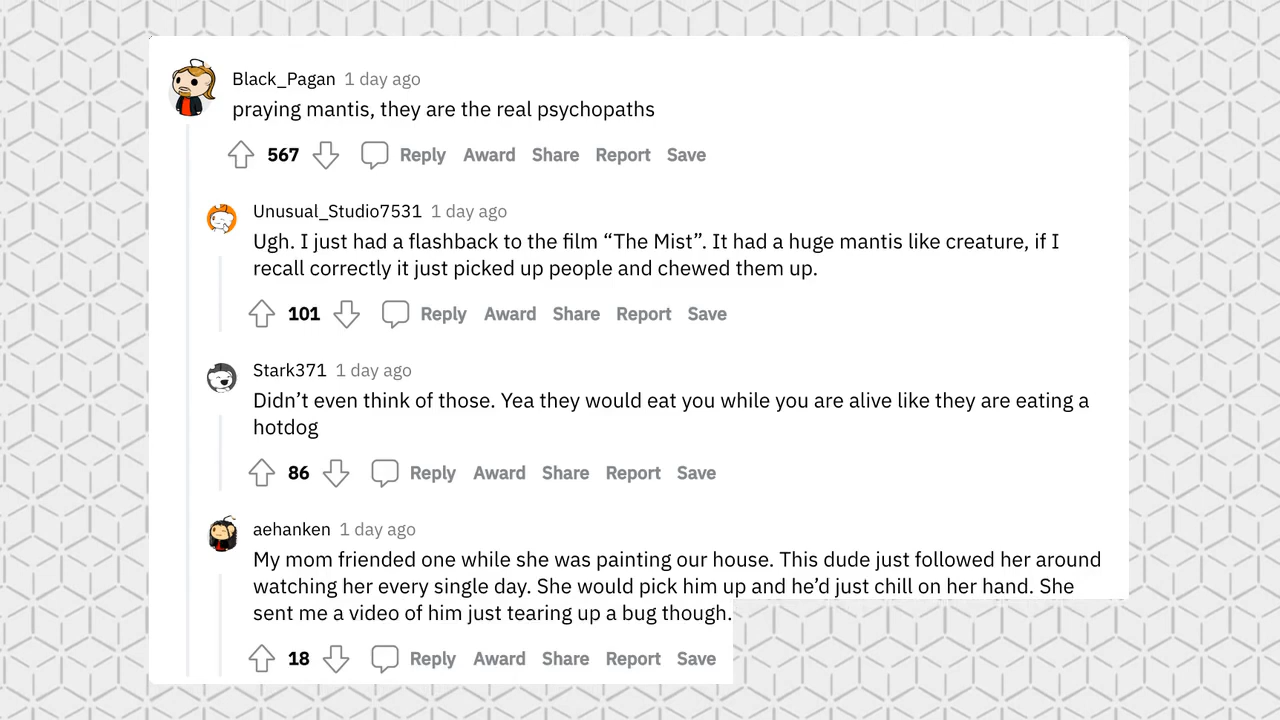 Black_Pagan 1 day ago
praying mantis, they are the real psychopaths
567 Reply Award Share Report Save
Unusual_Studio7531 1 day ago
Ugh. I just had a flashback to the film “The Mist”. It had a huge mantis like creature, if I
recall correctly it just picked up people and chewed them up.
101 Reply Award Share Report Save
Stark371 1 day ago
Didn’t even think of those. Yea they would eat you while you are alive like they are eating a
hotdog
86 Reply Award Share Report Save
aehanken 1 day ago
My mom friended one while she was painting our house. This dude just followed her around
watching her every single day. She would pick him up and he’d just chill on her hand. She
sent me a video of him just tearing up a bug though.
18 Reply Award Share Report Save